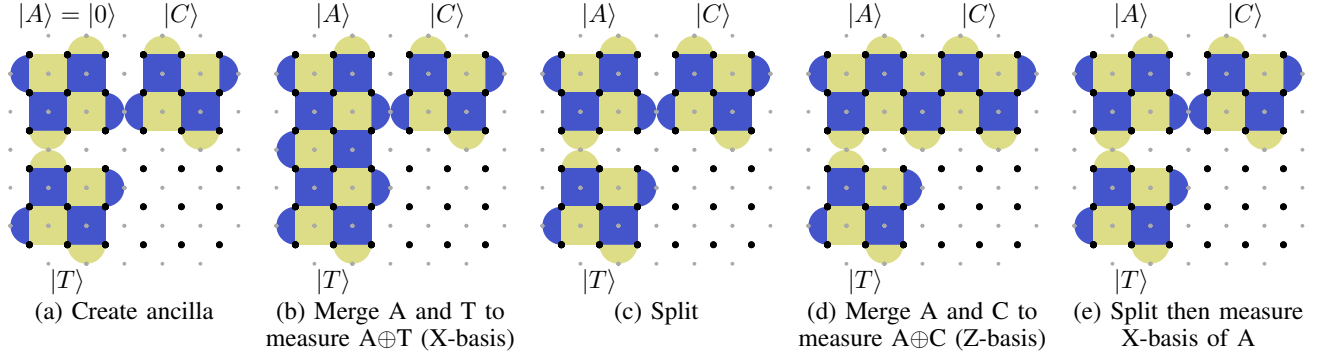 |A⟩ = |0⟩ |C⟩
|A⟩ |C⟩
|A⟩ |C⟩
|A⟩ |C⟩
|A⟩ |C⟩
|T⟩
|T⟩
|T⟩
|T⟩
|T⟩
(a) Create ancilla
(b) Merge A and T to
measure A⊕T (X-basis)
(c) Split
(d) Merge A and C to
measure A⊕C (Z-basis)
(e) Split then measure
X-basis of A